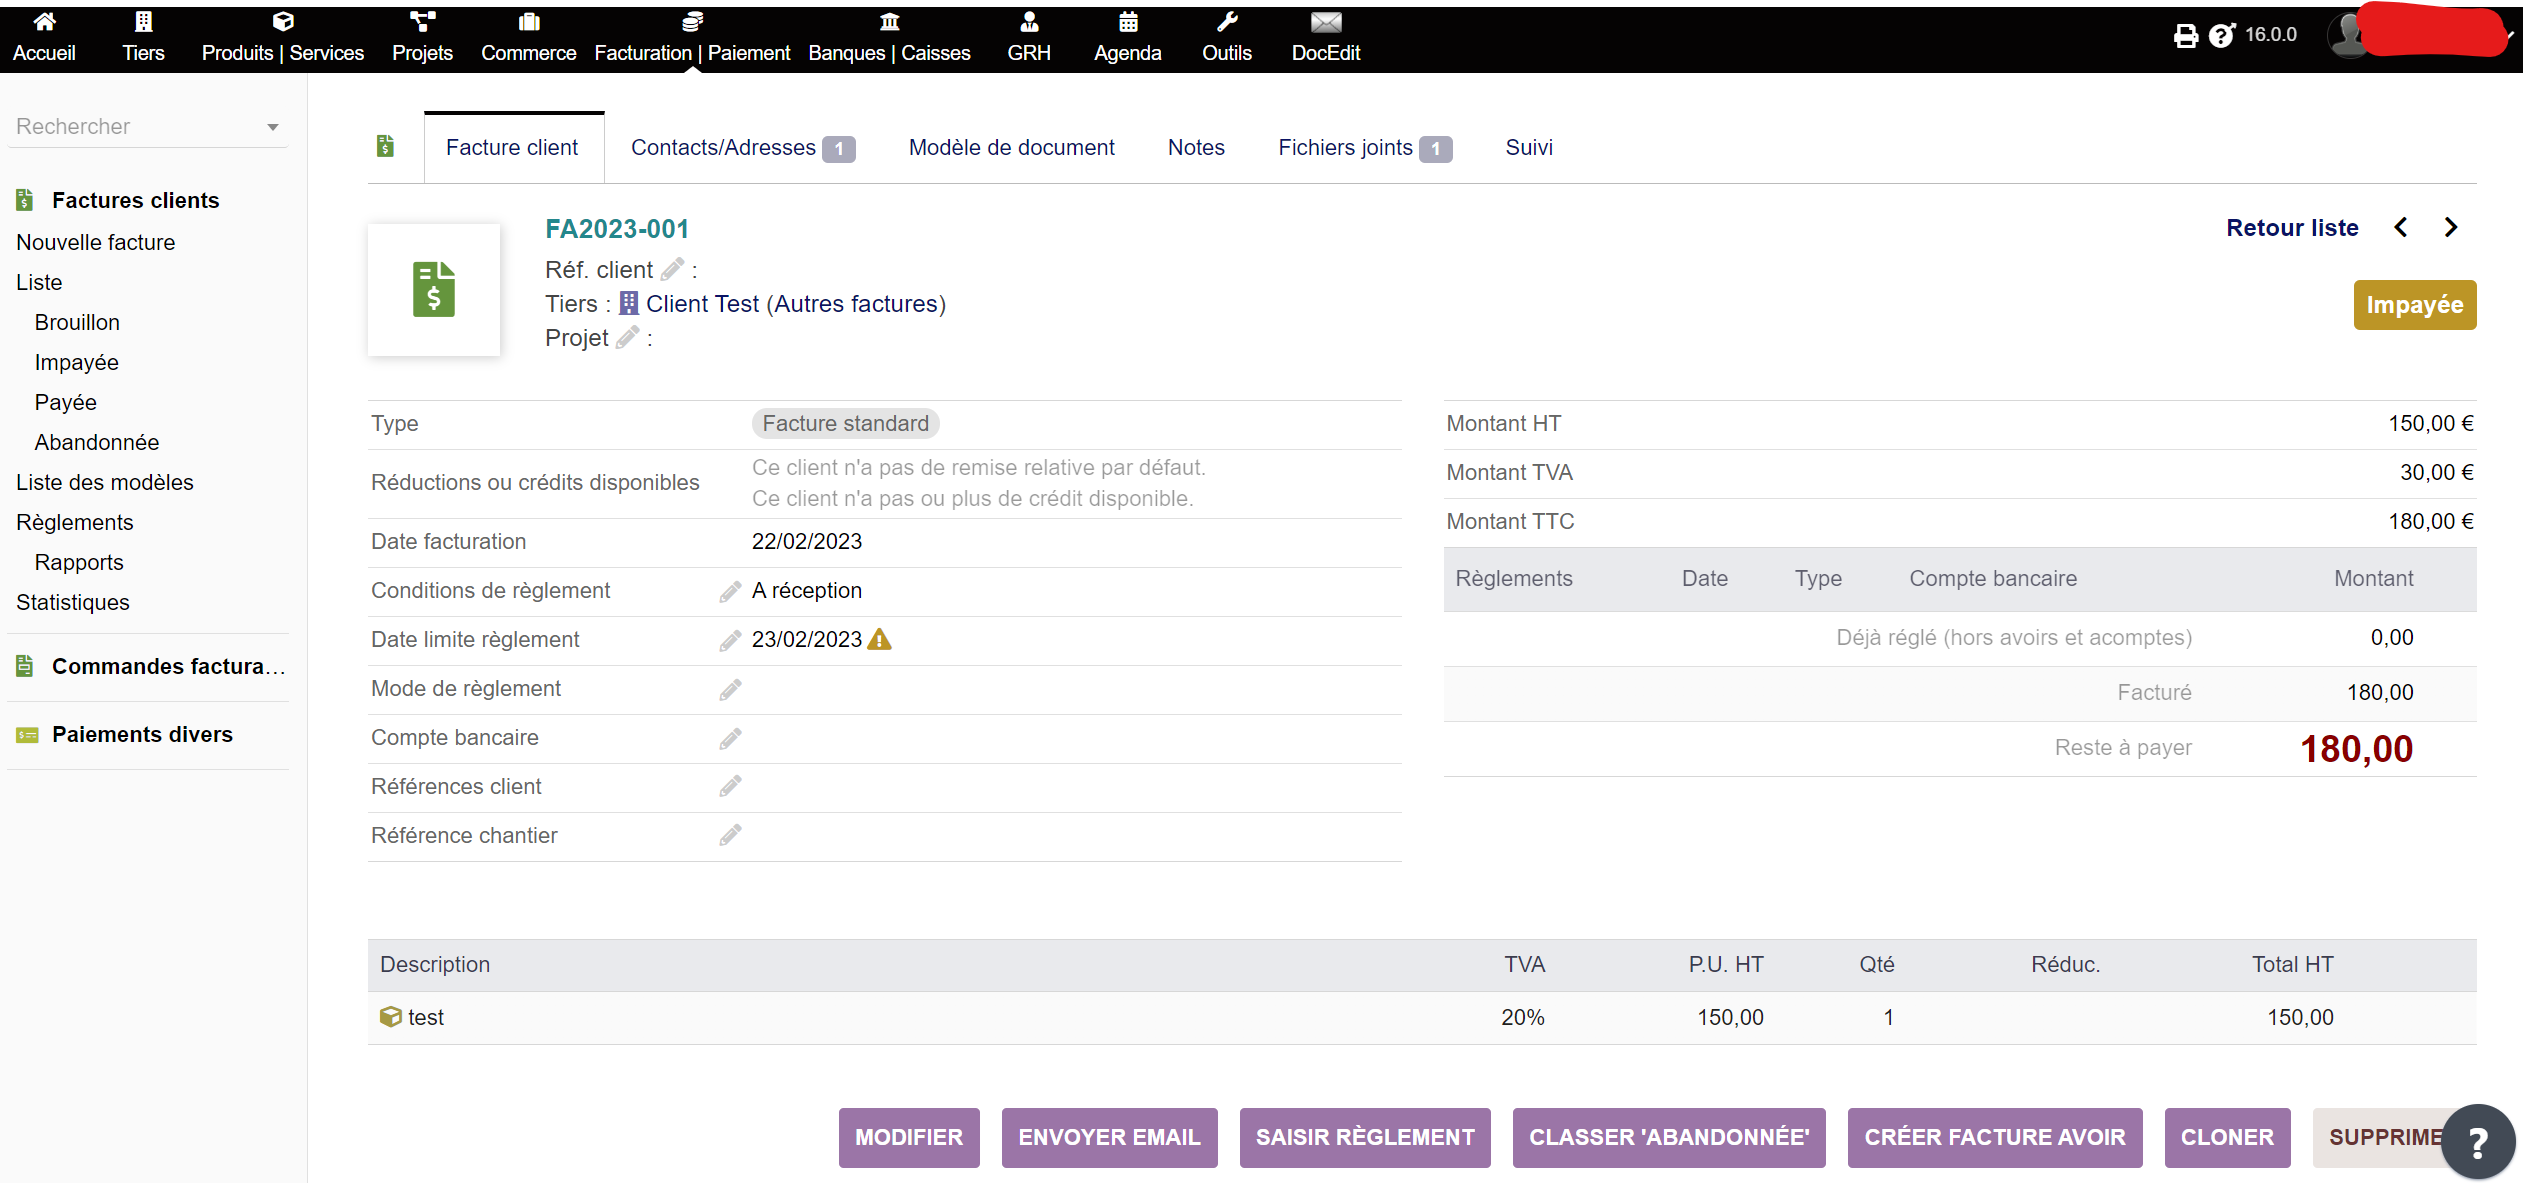 Accueil Tiers Produits | Services Projets Commerce Facturation | Paiement Banques | Caisses GRH Agenda Outils DocEdit 16.0.0
Rechercher
Factures clients
Nouvelle facture
Liste
Brouillon
Impayée
Payée
Abandonnée
Liste des modèles
Règlements
Rapports
Statistiques
Commandes factura...
Paiements divers
Facture client Contacts/Adresses 1 Modèle de document Notes Fichiers joints 1 Suivi
FA2023-001
Retour liste
Réf. client :
Tiers : Client Test (Autres factures)
Impayée
Projet :
Type Facture standard
Réductions ou crédits disponibles Ce client n'a pas de remise relative par défaut.
Ce client n'a pas ou plus de crédit disponible.
Date facturation 22/02/2023
Conditions de règlement A réception
Date limite règlement 23/02/2023
Mode de règlement
Compte bancaire
Références client
Référence chantier
Montant HT 150,00 €
Montant TVA 30,00 €
Montant TTC 180,00 €
Règlements Date Type Compte bancaire Montant
Déjà réglé (hors avoirs et acomptes) 0,00
Facturé 180,00
Reste à payer 180,00
Description TVA P.U. HT Qté Réduc. Total HT
test 20% 150,00 1 150,00
MODIFIER ENVOYER EMAIL SAISIR RÈGLEMENT CLASSER 'ABANDONNÉE' CRÉER FACTURE AVOIR CLONER SUPPRIME ?